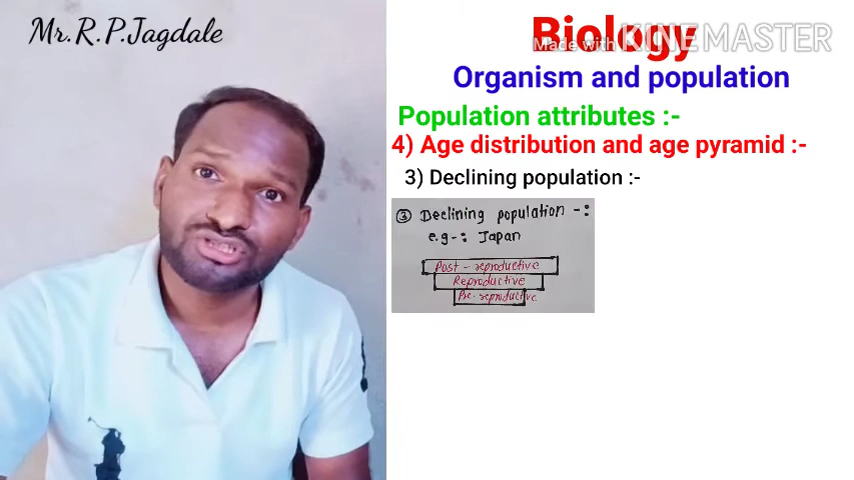 Mr.R.P.Jagdale
Biology
Made with KINEMASTER
Organism and population
Population attributes :-
4) Age distribution and age pyramid :-
3) Declining population :-
③ Declining population -:
e.g-: Japan
Post-reproductive
Reproductive
Pre-reproductive